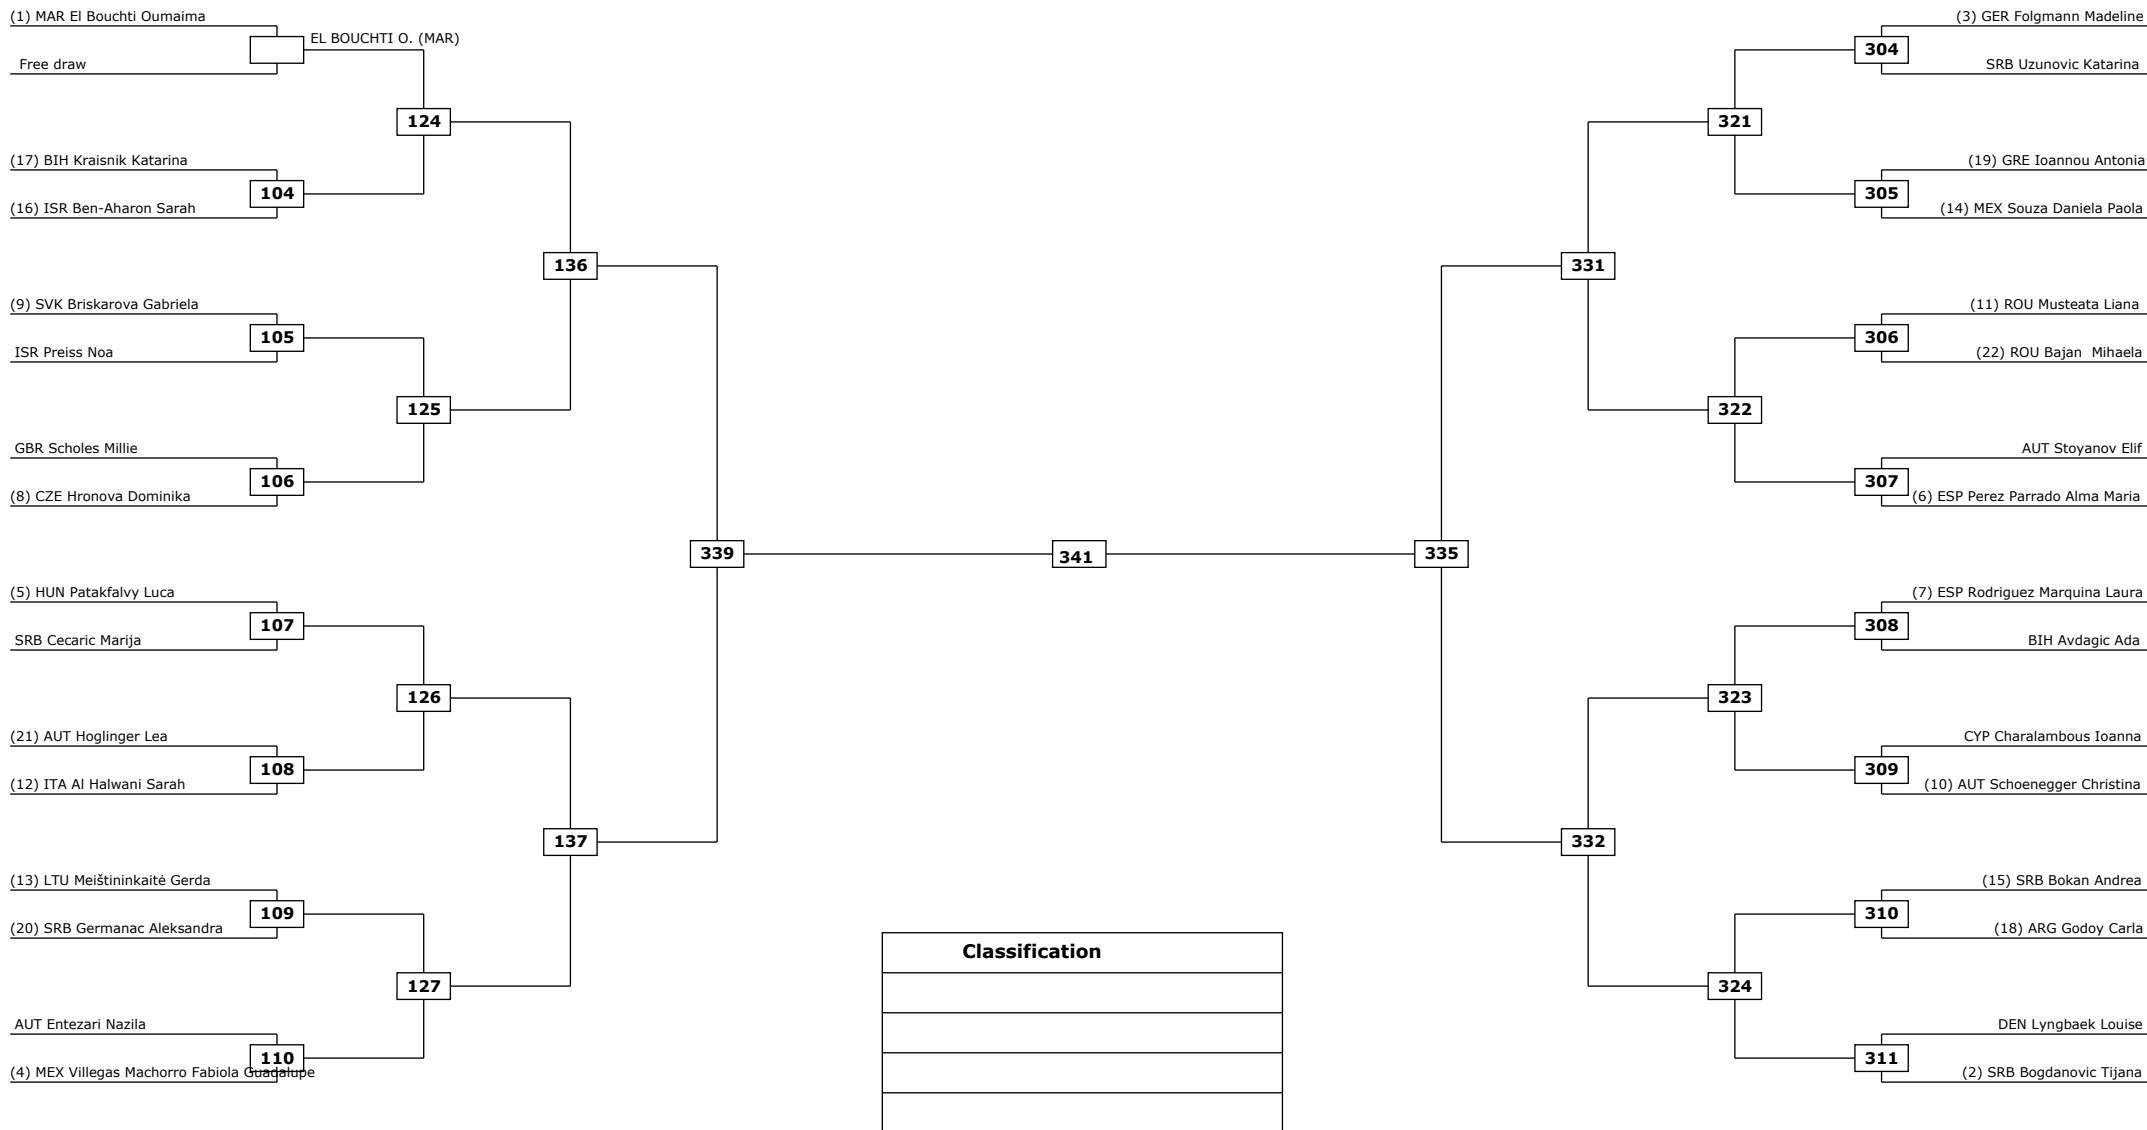 (1) MAR El Bouchti Oumaima
EL BOUCHTI O. (MAR)
Free draw
124
(17) BIH Kraisnik Katarina
104
(16) ISR Ben-Aharon Sarah
136
(9) SVK Briskarova Gabriela
105
ISR Preiss Noa
125
GBR Scholes Millie
106
(8) CZE Hronova Dominika
339
(5) HUN Patakfalvy Luca
107
SRB Cecaric Marija
126
(21) AUT Hoglinger Lea
108
(12) ITA Al Halwani Sarah
137
(13) LTU Meištininkaitė Gerda
109
(20) SRB Germanac Aleksandra
127
AUT Entezari Nazila
110
(4) MEX Villegas Machorro Fabiola Guadalupe
341
(3) GER Folgmann Madeline
304
SRB Uzunovic Katarina
321
(19) GRE Ioannou Antonia
305
(14) MEX Souza Daniela Paola
331
(11) ROU Musteata Liana
306
(22) ROU Bajan  Mihaela
322
AUT Stoyanov Elif
307
(6) ESP Perez Parrado Alma Maria
335
(7) ESP Rodriguez Marquina Laura
308
BIH Avdagic Ada
323
CYP Charalambous Ioanna
309
(10) AUT Schoenegger Christina
332
(15) SRB Bokan Andrea
310
(18) ARG Godoy Carla
324
DEN Lyngbaek Louise
311
(2) SRB Bogdanovic Tijana
Classification